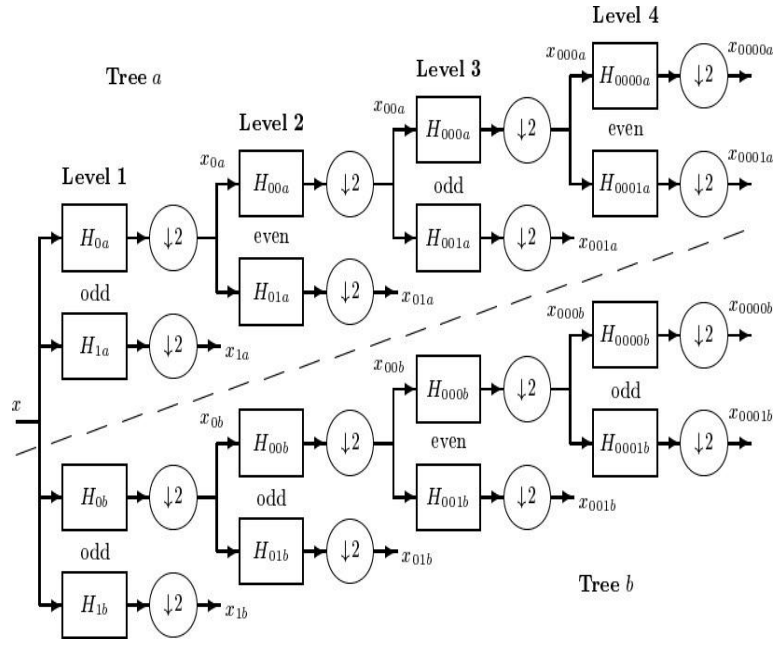 Level 4
x0000a
x000a
H0000a
↓2
Tree a
Level 3
x00a
H000a
↓2
even
Level 2
x0a
H00a
↓2
odd
H0001a
↓2
x0001a
Level 1
H0a
↓2
even
H001a
↓2
x001a
odd
H01a
↓2
x01a
H1a
↓2
x1a
x
x000b
x0000b
H0000b
↓2
x00b
H000b
↓2
odd
x0b
H00b
↓2
even
H0001b
↓2
x0001b
H0b
↓2
odd
H001b
↓2
x001b
odd
H01b
↓2
x01b
Tree b
H1b
↓2
x1b